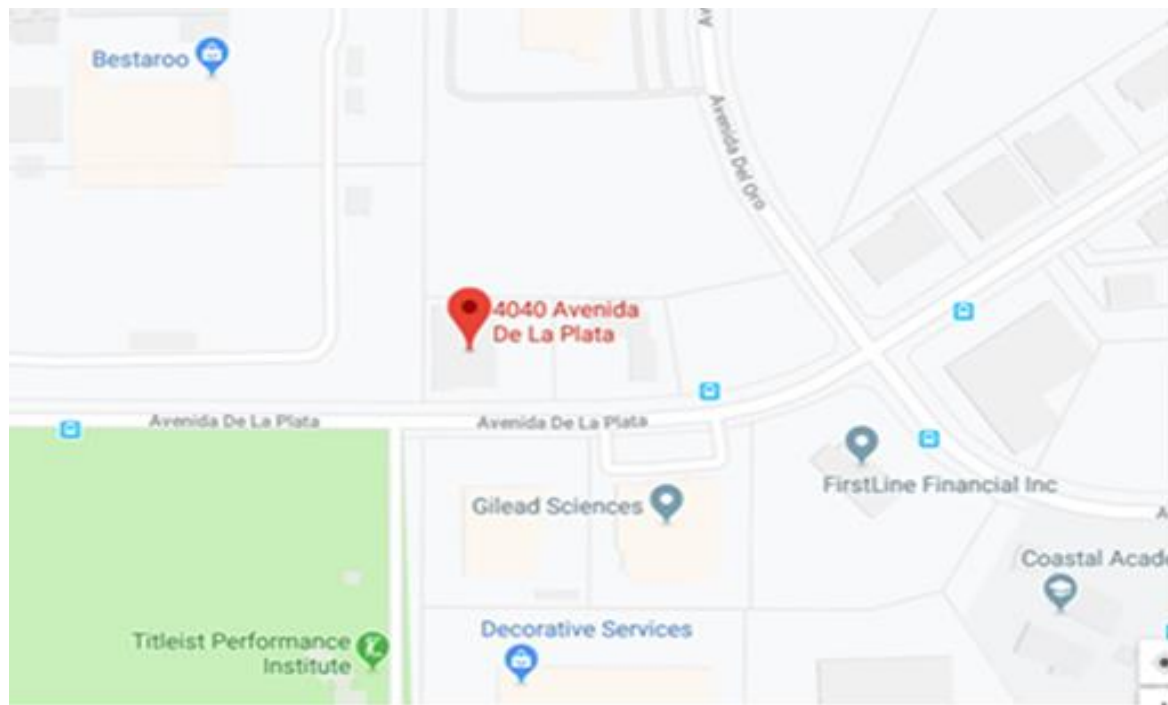 Bestaroo
Avenida Del Oro
4040 Avenida
De La Plata
Avenida De La Plata
Avenida De La Plata
FirstLine Financial Inc
Gilead Sciences
Coastal
Decorative Services
Titleist Performance
Institute